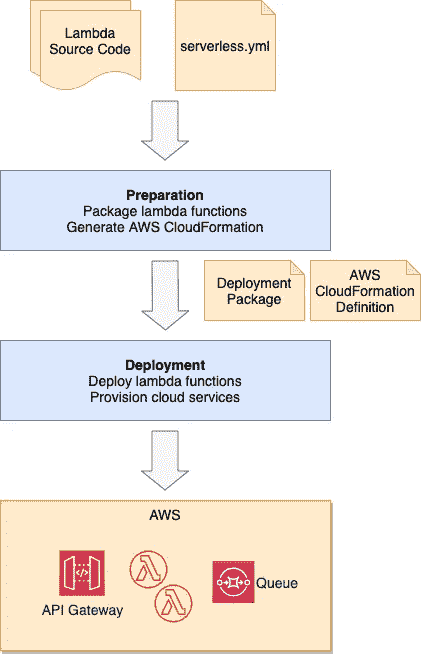 Lambda
Source Code
serverless.yml
Preparation
Package lambda functions
Generate AWS CloudFormation
Deployment
Package
AWS
CloudFormation
Definition
Deployment
Deploy lambda functions
Provision cloud services
AWS
API Gateway
Queue